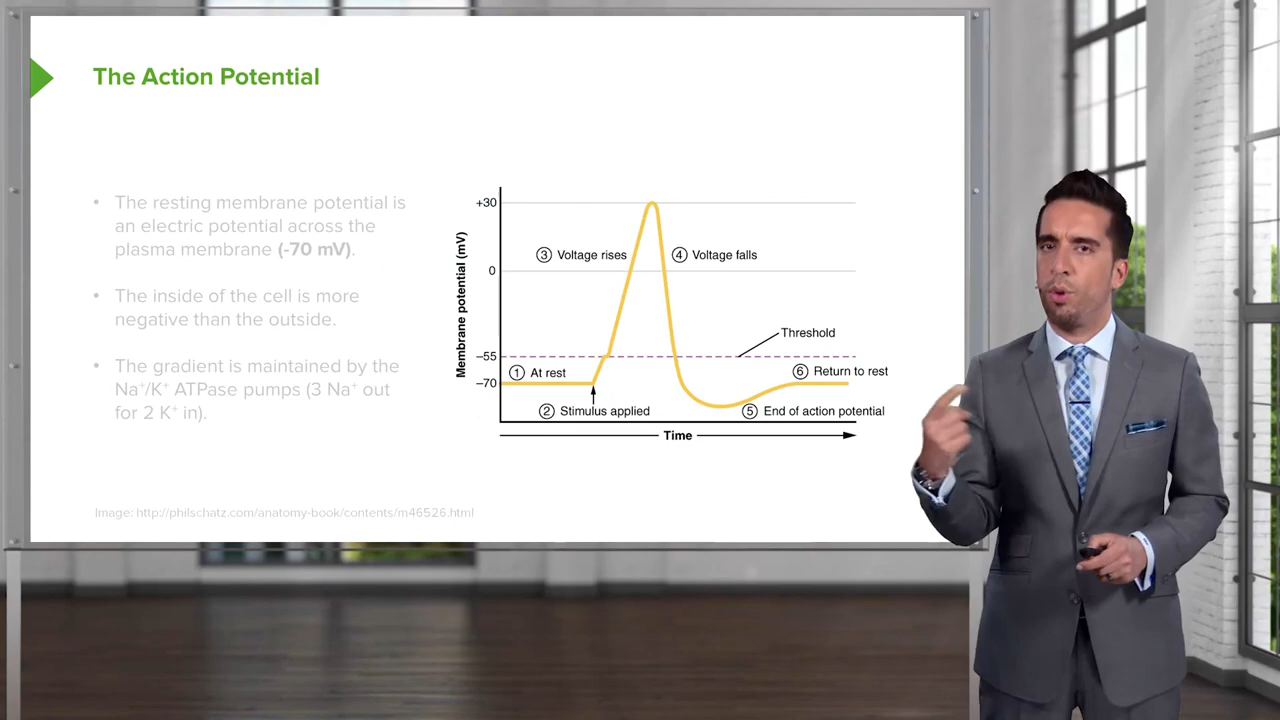 The Action Potential
• The resting membrane potential is
an electric potential across the
plasma membrane (-70 mV).
• The inside of the cell is more
negative than the outside.
• The gradient is maintained by the
Na⁺/K⁺ ATPase pumps (3 Na⁺ out
for 2 K⁺ in).
Membrane potential (mV)
+30
0
–55
–70
③ Voltage rises
④ Voltage falls
Threshold
① At rest
⑥ Return to rest
② Stimulus applied
⑤ End of action potential
Time
Image: http://philschatz.com/anatomy-book/contents/m46526.html